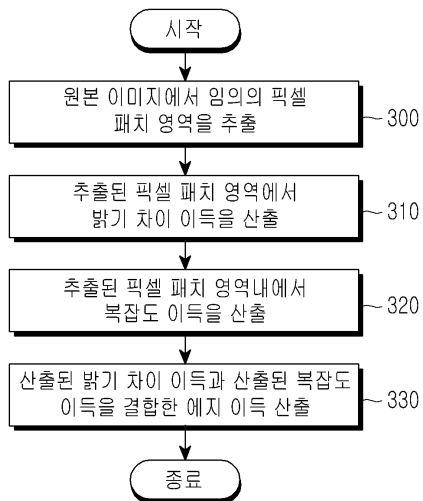 시작
원본 이미지에서 임의의 픽셀
패치 영역을 추출
300
추출된 픽셀 패치 영역에서
밝기 차이 이득을 산출
310
추출된 픽셀 패치 영역내에서
복잡도 이득을 산출
320
산출된 밝기 차이 이득과 산출된 복잡도
이득을 결합한 에지 이득 산출
330
종료